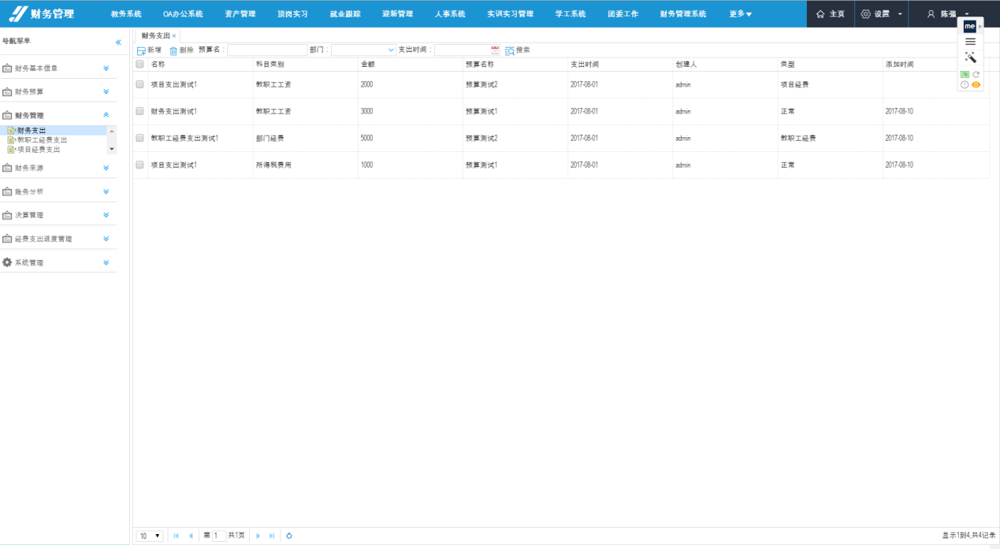 财务管理 教务系统 OA办公系统 资产管理 顶岗实习 就业跟踪 迎新管理 人事系统 实训实习管理 学工系统 团委工作 财务管理系统 更多▼ 主页 设置 陈强
me
导航菜单
财务基本信息
财务预算
财务管理
财务支出
教职工经费支出
项目经费支出
财务来源
账务分析
决算管理
经费支出进度管理
系统管理
财务支出 ×
新增 删除 预算名: 部门: 支出时间: 搜索
名称 科目类别 金额 预算名称 支出时间 创建人 类型 添加时间
项目支出测试1 教职工工资 2000 预算测试2 2017-08-01 admin 项目经费
财务支出测试1 教职工工资 3000 预算测试1 2017-08-01 admin 正常 2017-08-10
教职工经费支出测试1 部门经费 5000 预算测试2 2017-08-01 admin 教职工经费 2017-08-10
项目支出测试1 所得税费用 1000 预算测试1 2017-08-01 admin 正常 2017-08-10
10 第 1 共1页 显示1到4,共4记录